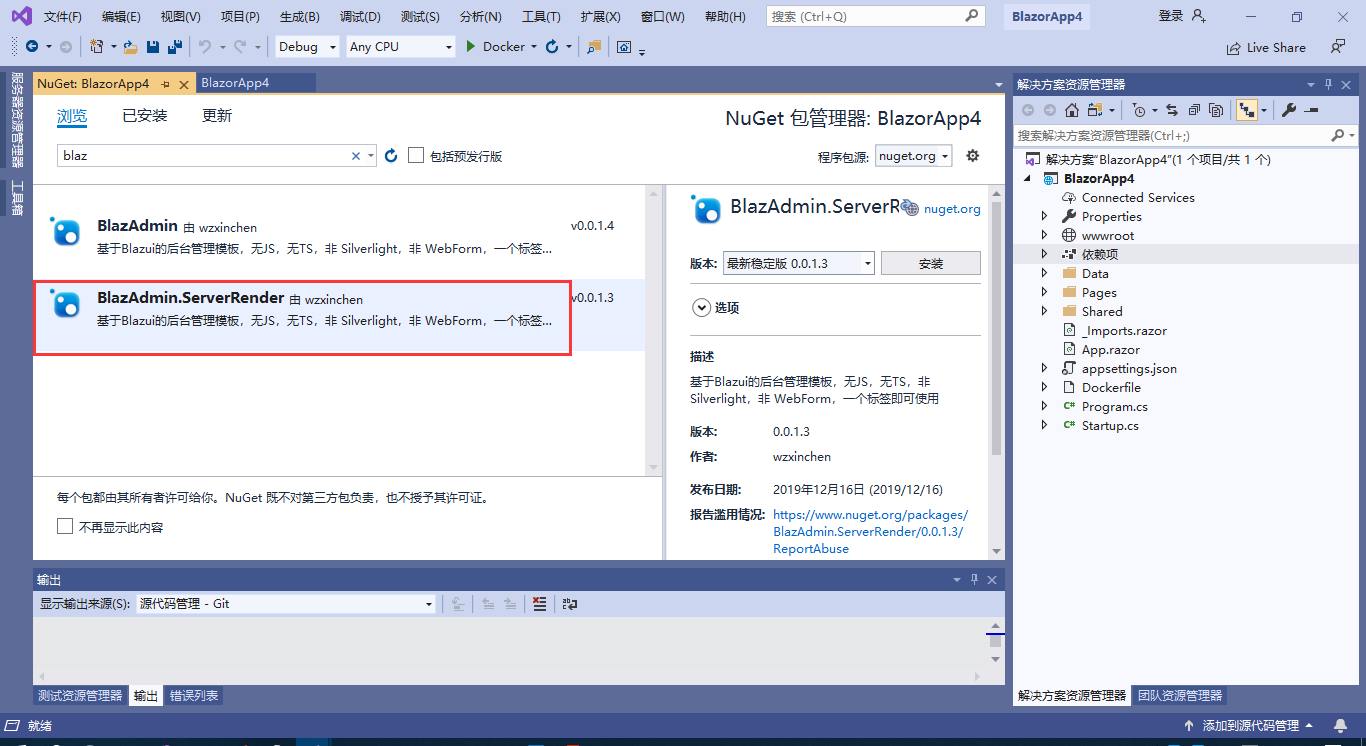 文件(F) 编辑(E) 视图(V) 项目(P) 生成(B) 调试(D) 测试(S) 分析(N) 工具(T) 扩展(X) 窗口(W) 帮助(H) 搜索 (Ctrl+Q) BlazorApp4 登录
Debug Any CPU Docker Live Share
服务器资源管理器
工具箱
NuGet: BlazorApp4 BlazorApp4
浏览 已安装 更新
NuGet 包管理器: BlazorApp4
blaz 包括预发行版
程序包源: nuget.org
BlazAdmin 由 wzxinchen v0.0.1.4
基于Blazui的后台管理模板，无JS，无TS，非 Silverlight，非 WebForm，一个标签...
BlazAdmin.ServerRender 由 wzxinchen v0.0.1.3
基于Blazui的后台管理模板，无JS，无TS，非 Silverlight，非 WebForm，一个标签...
每个包都由其所有者许可给你。NuGet 既不对第三方包负责，也不授予其许可证。
不再显示此内容
BlazAdmin.ServerR nuget.org
版本: 最新稳定版 0.0.1.3 安装
选项
描述
基于Blazui的后台管理模板，无JS，无TS，非
Silverlight，非 WebForm，一个标签即可使用
版本: 0.0.1.3
作者: wzxinchen
发布日期: 2019年12月16日 (2019/12/16)
报告滥用情况: https://www.nuget.org/packages/
BlazAdmin.ServerRender/0.0.1.3/
ReportAbuse
输出
显示输出来源(S): 源代码管理 - Git
测试资源管理器 输出 错误列表
解决方案资源管理器
搜索解决方案资源管理器(Ctrl+;)
解决方案"BlazorApp4"(1 个项目/共 1 个)
BlazorApp4
Connected Services
Properties
wwwroot
依赖项
Data
Pages
Shared
_Imports.razor
App.razor
appsettings.json
Dockerfile
C# Program.cs
C# Startup.cs
解决方案资源管理器 团队资源管理器
就绪 添加到源代码管理